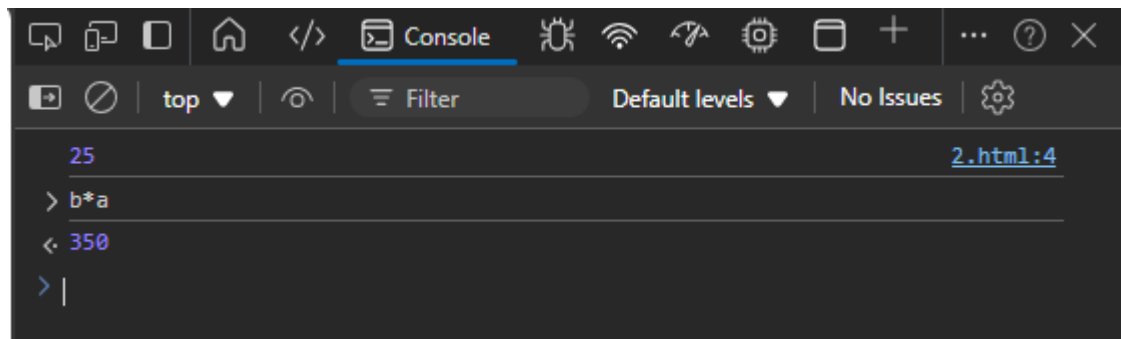 Console
top Filter Default levels No Issues
25 2.html:4
> b*a
350
>